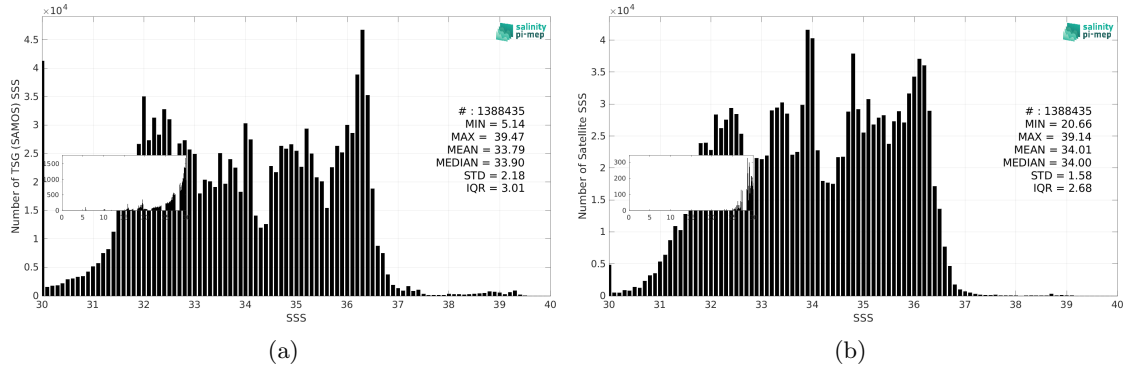 ×10⁴
Number of TSG (SAMOS) SSS
4.5
4
3.5
3
2.5
2
1.5
1
0.5
0
30 31 32 33 34 35 36 37 38 39 40
SSS
salinity
pi-mep
# : 1388435
MIN = 5.14
MAX = 39.47
MEAN = 33.79
MEDIAN = 33.90
STD = 2.18
IQR = 3.01
1500
1000
500
0
0 5 10
(a)
×10⁴
Number of Satellite SSS
4
3.5
3
2.5
2
1.5
1
0.5
0
30 31 32 33 34 35 36 37 38 39 40
SSS
salinity
pi-mep
# : 1388435
MIN = 20.66
MAX = 39.14
MEAN = 34.01
MEDIAN = 34.00
STD = 1.58
IQR = 2.68
300
200
100
0
0 5 10
(b)